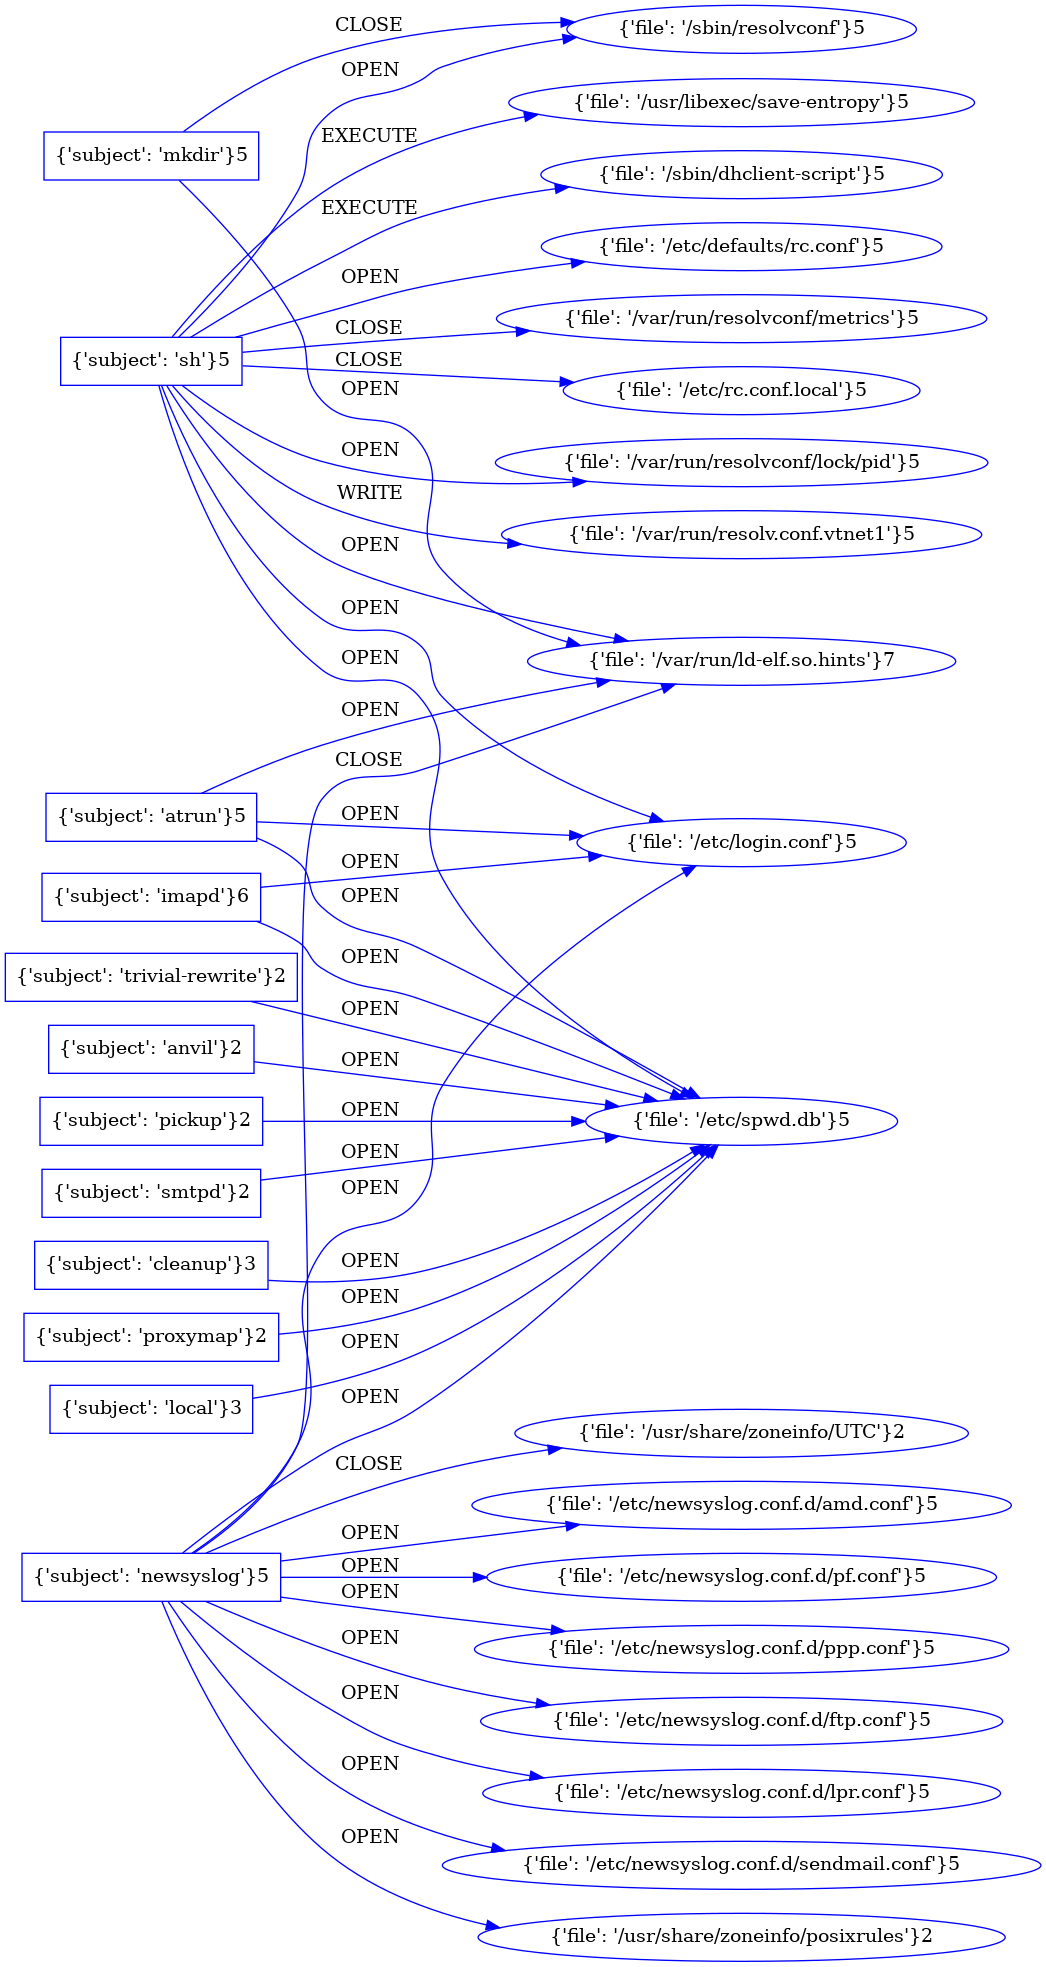 CLOSE
{'file': '/sbin/resolvconf'}5
OPEN
{'file': '/usr/libexec/save-entropy'}5
EXECUTE
{'subject': 'mkdir'}5
{'file': '/sbin/dhclient-script'}5
EXECUTE
{'file': '/etc/defaults/rc.conf'}5
OPEN
{'file': '/var/run/resolvconf/metrics'}5
CLOSE
{'subject': 'sh'}5
CLOSE
OPEN
{'file': '/etc/rc.conf.local'}5
OPEN
{'file': '/var/run/resolvconf/lock/pid'}5
WRITE
{'file': '/var/run/resolv.conf.vtnet1'}5
OPEN
OPEN
OPEN
{'file': '/var/run/ld-elf.so.hints'}7
OPEN
CLOSE
{'subject': 'atrun'}5
OPEN
{'file': '/etc/login.conf'}5
OPEN
{'subject': 'imapd'}6
OPEN
OPEN
{'subject': 'trivial-rewrite'}2
OPEN
{'subject': 'anvil'}2
OPEN
OPEN
{'subject': 'pickup'}2
{'file': '/etc/spwd.db'}5
OPEN
{'subject': 'smtpd'}2
OPEN
{'subject': 'cleanup'}3
OPEN
OPEN
{'subject': 'proxymap'}2
OPEN
OPEN
{'subject': 'local'}3
{'file': '/usr/share/zoneinfo/UTC'}2
CLOSE
{'file': '/etc/newsyslog.conf.d/amd.conf'}5
OPEN
OPEN
{'subject': 'newsyslog'}5
{'file': '/etc/newsyslog.conf.d/pf.conf'}5
OPEN
OPEN
{'file': '/etc/newsyslog.conf.d/ppp.conf'}5
OPEN
{'file': '/etc/newsyslog.conf.d/ftp.conf'}5
OPEN
{'file': '/etc/newsyslog.conf.d/lpr.conf'}5
OPEN
{'file': '/etc/newsyslog.conf.d/sendmail.conf'}5
{'file': '/usr/share/zoneinfo/posixrules'}2